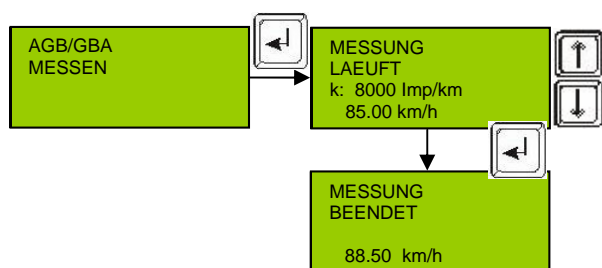 AGB/GBA
MESSEN
MESSUNG
LAEUFT
k: 8000 Imp/km
85.00 km/h
MESSUNG
BEENDET
88.50 km/h